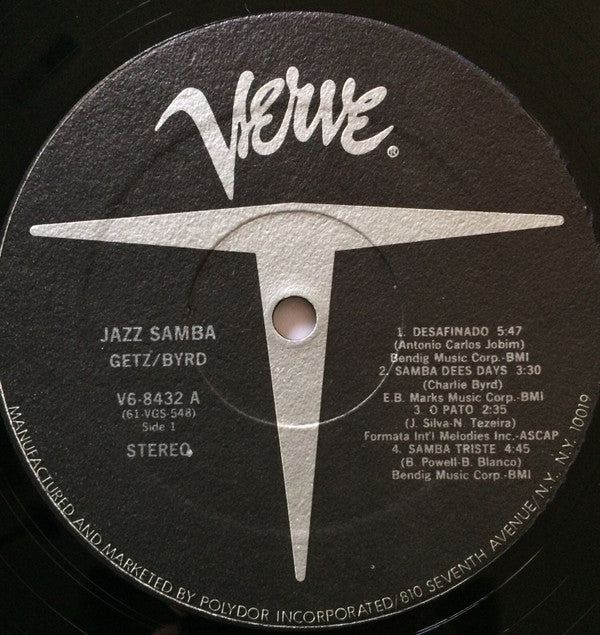 Verve®
JAZZ SAMBA
GETZ/BYRD
V6-8432 A
(61-VGS-548)
Side 1
STEREO
1. DESAFINADO 5:47
(Antonio Carlos Jobim)
Bendig Music Corp.-BMI
2. SAMBA DEES DAYS 3:30
(Charlie Byrd)
E.B. Marks Music Corp.-BMI
3. O PATO 2:35
(J. Silva-N. Tezeira)
Formata Int'l Melodies Inc.-ASCAP
4. SAMBA TRISTE 4:45
(B. Powell-B. Blanco)
Bendig Music Corp.-BMI
MANUFACTURED AND MARKETED BY POLYDOR INCORPORATED/810 SEVENTH AVENUE, N.Y. N.Y. 10019